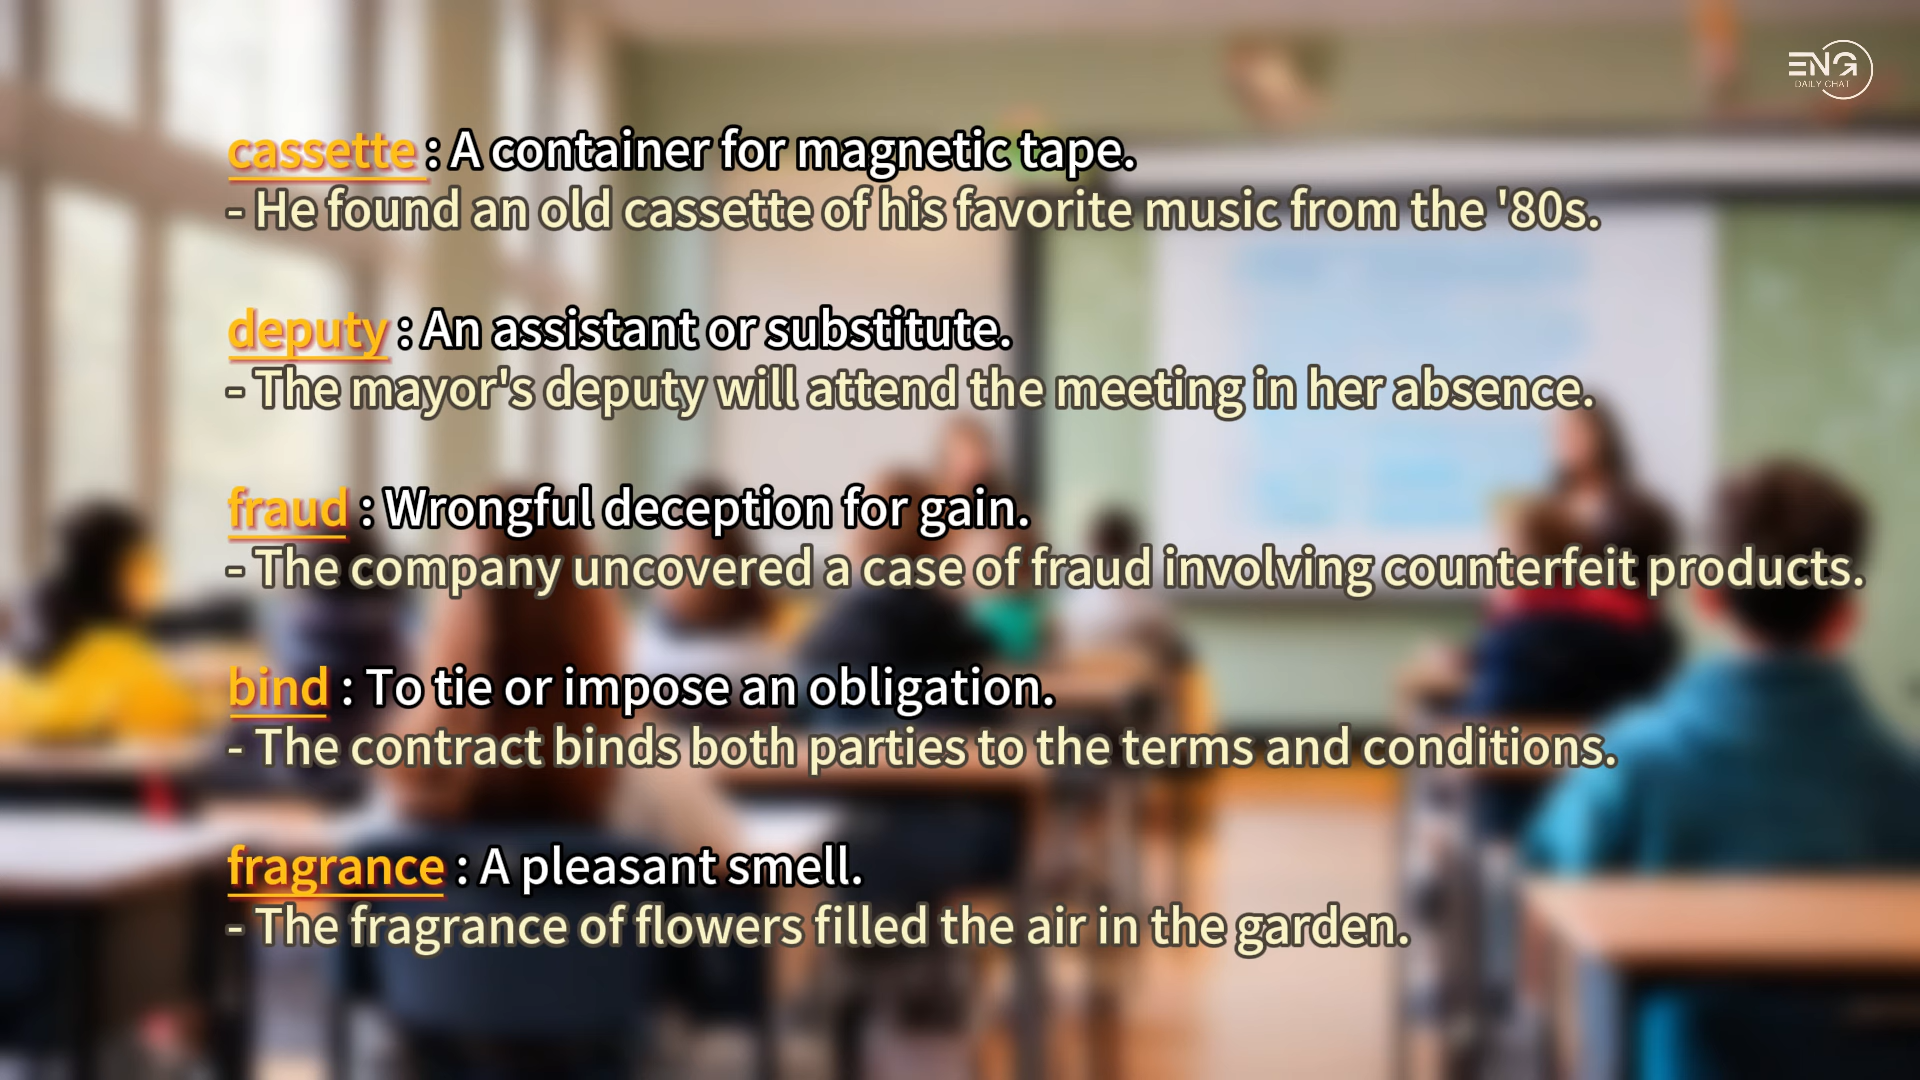 ENG
DAILY CHAT
cassette : A container for magnetic tape.
- He found an old cassette of his favorite music from the '80s.
deputy : An assistant or substitute.
- The mayor's deputy will attend the meeting in her absence.
fraud : Wrongful deception for gain.
- The company uncovered a case of fraud involving counterfeit products.
bind : To tie or impose an obligation.
- The contract binds both parties to the terms and conditions.
fragrance : A pleasant smell.
- The fragrance of flowers filled the air in the garden.